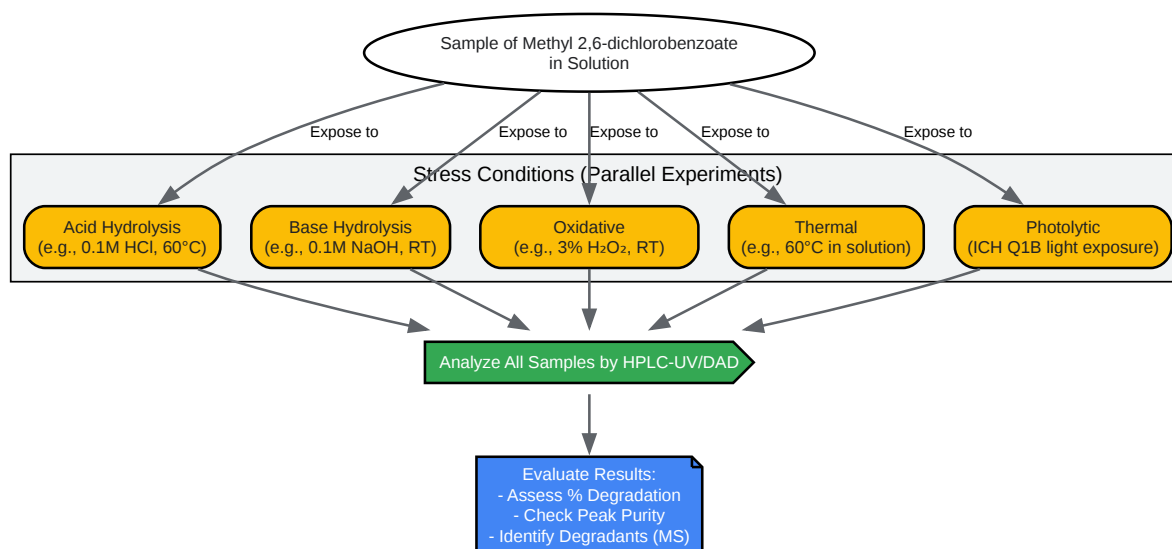 Sample of Methyl 2,6-dichlorobenzoate
in Solution
Expose to
Expose to
Expose to
Expose to
Expose to
Stress Conditions (Parallel Experiments)
Acid Hydrolysis
(e.g., 0.1M HCl, 60°C)
Base Hydrolysis
(e.g., 0.1M NaOH, RT)
Oxidative
(e.g., 3% H₂O₂, RT)
Thermal
(e.g., 60°C in solution)
Photolytic
(ICH Q1B light exposure)
Analyze All Samples by HPLC-UV/DAD
Evaluate Results:
- Assess % Degradation
- Check Peak Purity
- Identify Degradants (MS)